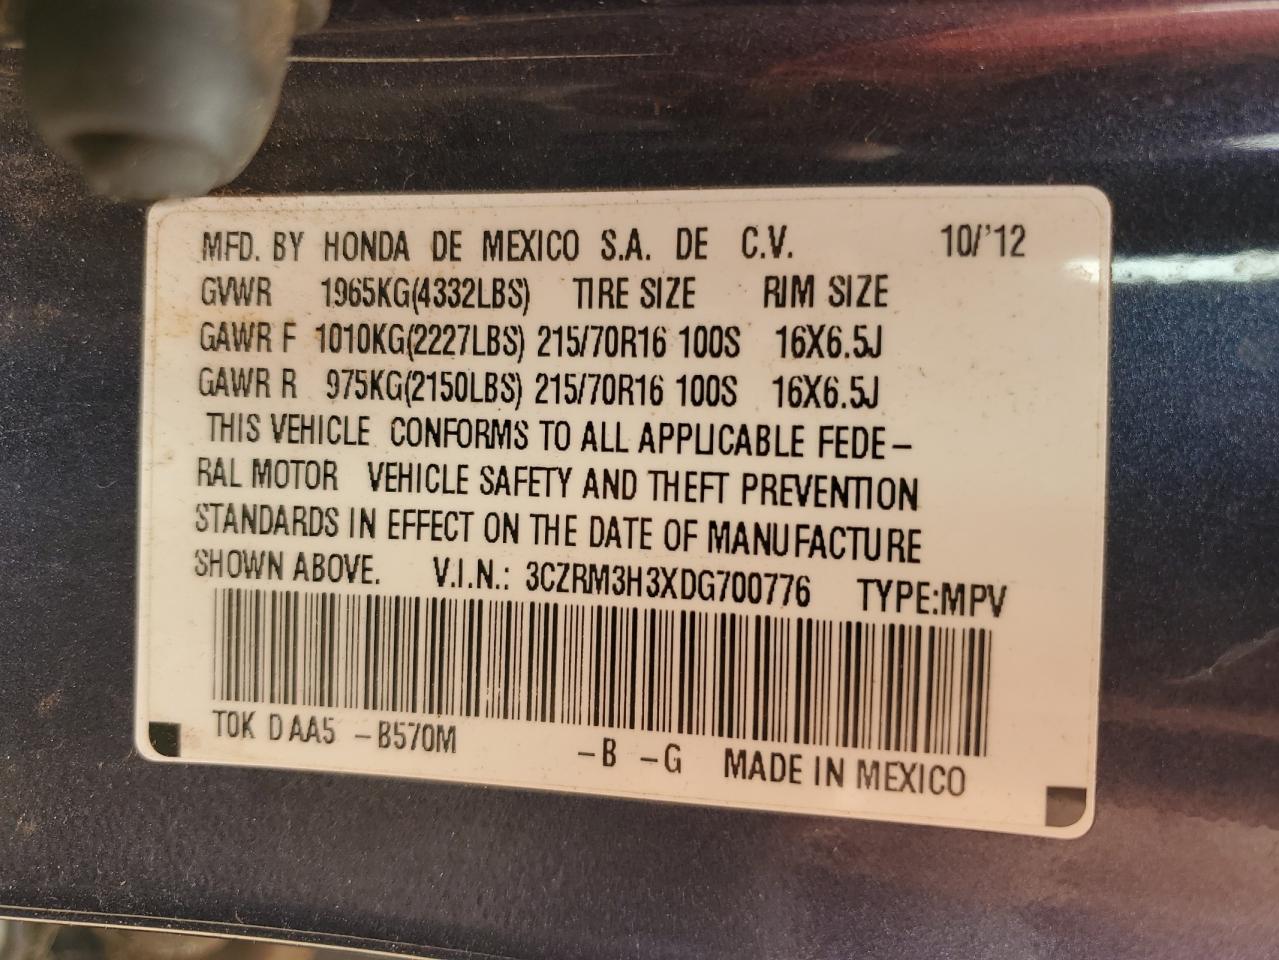 MFD. BY HONDA DE MEXICO S.A. DE C.V. 10/'12
GVWR 1965KG(4332LBS) TIRE SIZE RIM SIZE
GAWR F 1010KG(2227LBS) 215/70R16 100S 16X6.5J
GAWR R 975KG(2150LBS) 215/70R16 100S 16X6.5J
THIS VEHICLE CONFORMS TO ALL APPLICABLE FEDE-
RAL MOTOR VEHICLE SAFETY AND THEFT PREVENTION
STANDARDS IN EFFECT ON THE DATE OF MANUFACTURE
SHOWN ABOVE. V.I.N.: 3CZRM3H3XDG700776 TYPE:MPV
T0K D AA5 -B570M -B -G MADE IN MEXICO